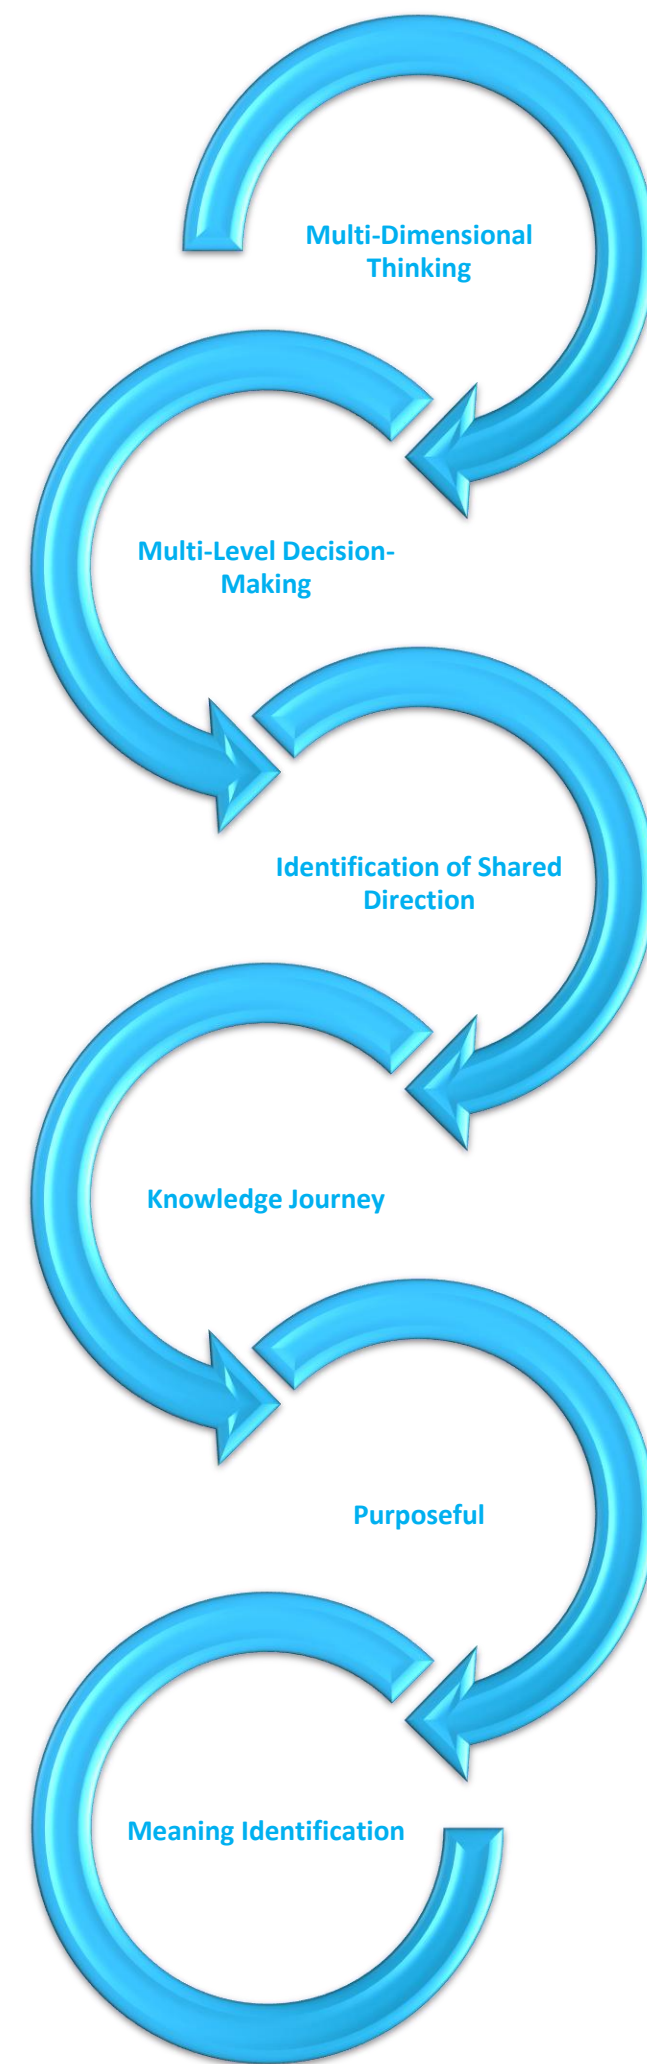 Multi-Dimensional
Thinking
Multi-Level Decision-
Making
Identification of Shared
Direction
Knowledge Journey
Purposeful
Meaning Identification